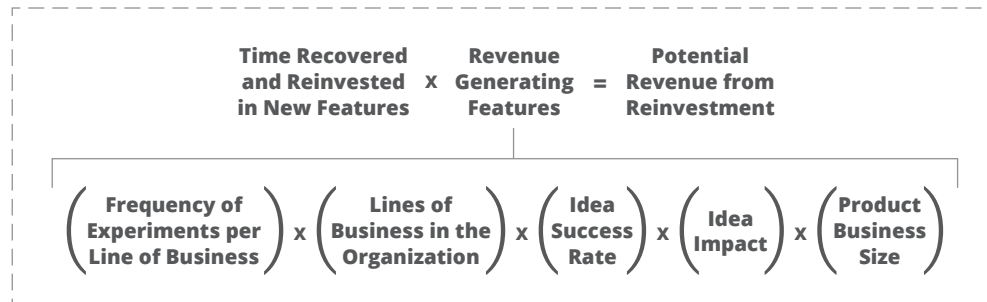 Time Recovered and Reinvested in New Features x Revenue Generating Features = Potential Revenue from Reinvestment
(Frequency of Experiments per Line of Business) x (Lines of Business in the Organization) x (Idea Success Rate) x (Idea Impact) x (Product Business Size)